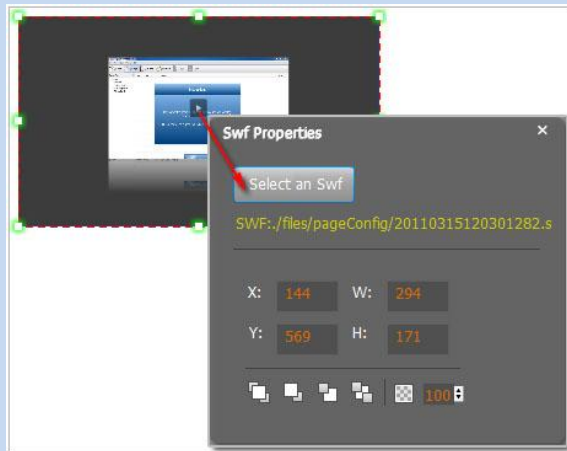 Swf Properties
Select an Swf
SWF:./files/pageConfig/20110315120301282.s
X: 144 W: 294
Y: 569 H: 171
100